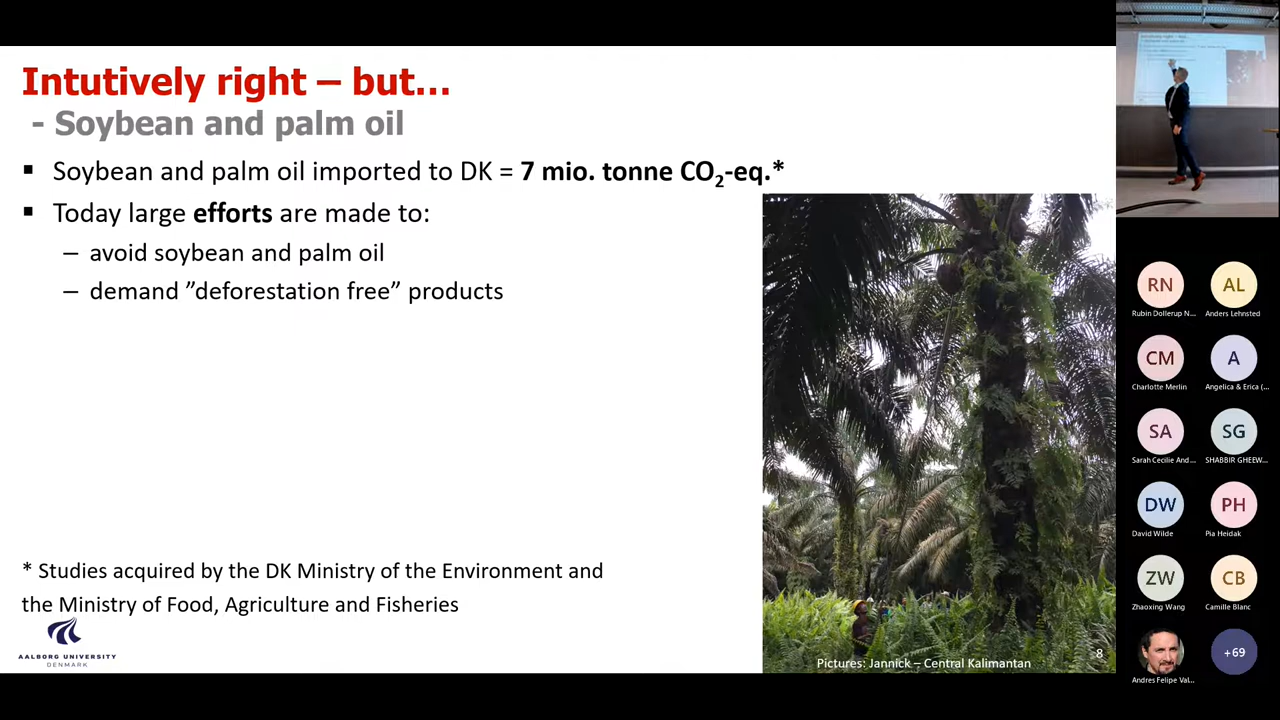 Intutively right – but...
- Soybean and palm oil
▪ Soybean and palm oil imported to DK = 7 mio. tonne CO2-eq.*
▪ Today large efforts are made to:
– avoid soybean and palm oil
– demand ”deforestation free” products
* Studies acquired by the DK Ministry of the Environment and
the Ministry of Food, Agriculture and Fisheries
AALBORG UNIVERSITY
DENMARK
Pictures: Jannick – Central Kalimantan
8
RN
Rubin Dollerup N...
AL
Anders Lehnsted
CM
Charlotte Merlin
A
Angelica & Erica (...
SA
Sarah Cecilie And...
SG
SHABBIR GHEEW...
DW
David Wilde
PH
Pia Heidak
ZW
Zhaoxing Wang
CB
Camille Blanc
Andres Felipe Val...
+69